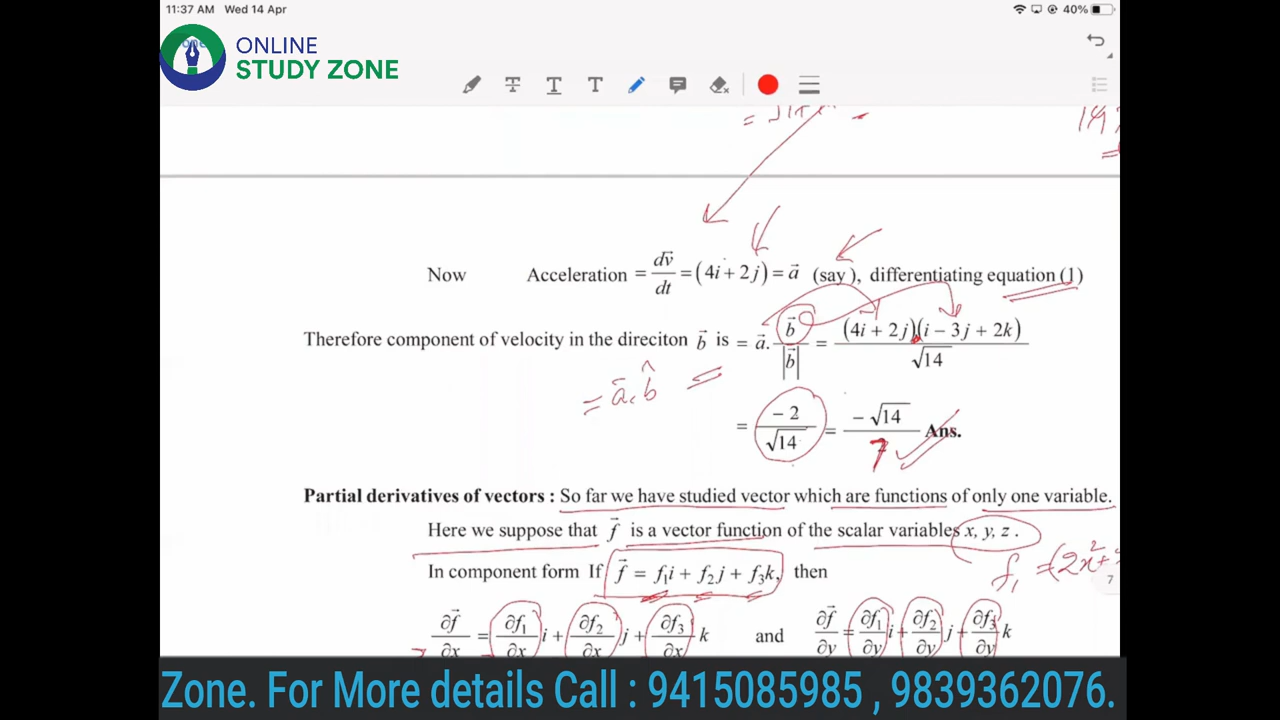 11:37 AM Wed 14 Apr
40%
ONLINE
STUDY ZONE
Now Acceleration = dv⃗/dt = (4i + 2j) = a⃗ (say), differentiating equation (1)
Therefore component of velocity in the direciton b⃗ is = a⃗. b⃗/|b⃗| = (4i + 2j).(i − 3j + 2k)/√14
= a⃗.b̂ =
= −2/√14 = −√14/7 Ans.
Partial derivatives of vectors : So far we have studied vector which are functions of only one variable.
Here we suppose that f⃗ is a vector function of the scalar variables x, y, z .
In component form If f⃗ = f₁i + f₂j + f₃k, then
f₁ = (2x²+
7
∂f⃗/∂x = ∂f₁/∂x i + ∂f₂/∂x j + ∂f₃/∂x k and ∂f⃗/∂y = ∂f₁/∂y i + ∂f₂/∂y j + ∂f₃/∂y k
Zone. For More details Call : 9415085985 , 9839362076.